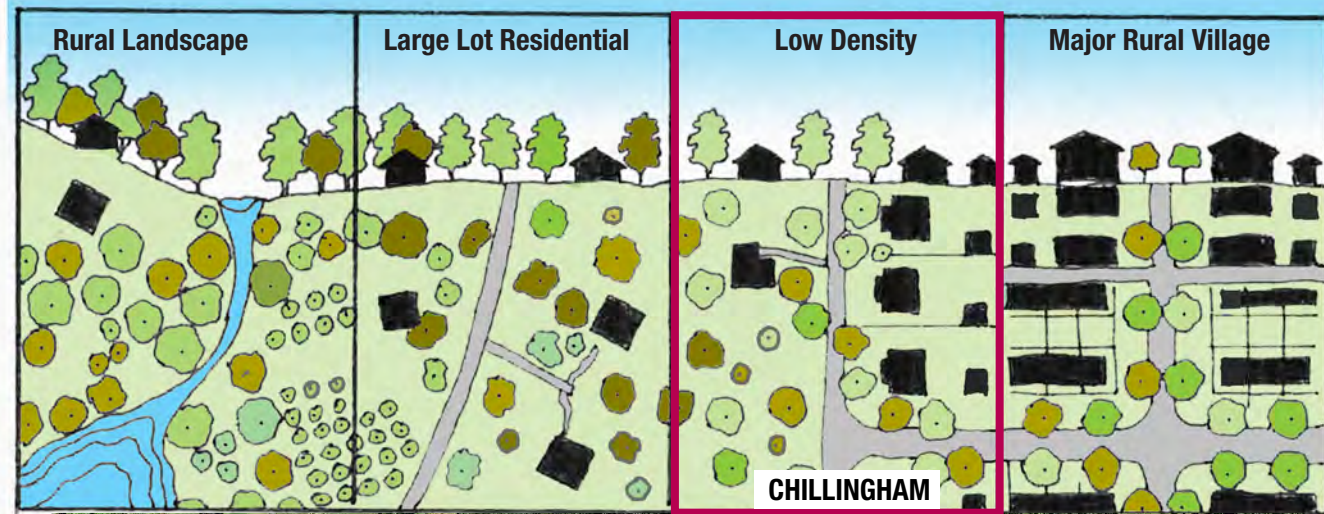 Rural Landscape
Large Lot Residential
Low Density
Major Rural Village
CHILLINGHAM